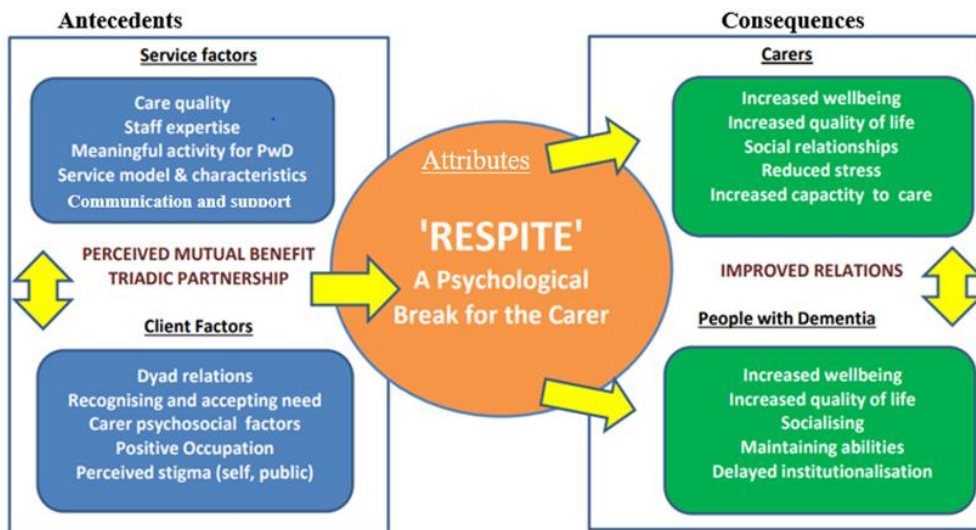 Antecedents
Service factors
Care quality
Staff expertise
Meaningful activity for PwD
Service model & characteristics
Communication and support
PERCEIVED MUTUAL BENEFIT
TRIADIC PARTNERSHIP
Client Factors
Dyad relations
Recognising and accepting need
Carer psychosocial factors
Positive Occupation
Perceived stigma (self, public)
Attributes
'RESPITE'
A Psychological
Break for the Carer
Consequences
Carers
Increased wellbeing
Increased quality of life
Social relationships
Reduced stress
Increased capactity to care
IMPROVED RELATIONS
People with Dementia
Increased wellbeing
Increased quality of life
Socialising
Maintaining abilities
Delayed institutionalisation